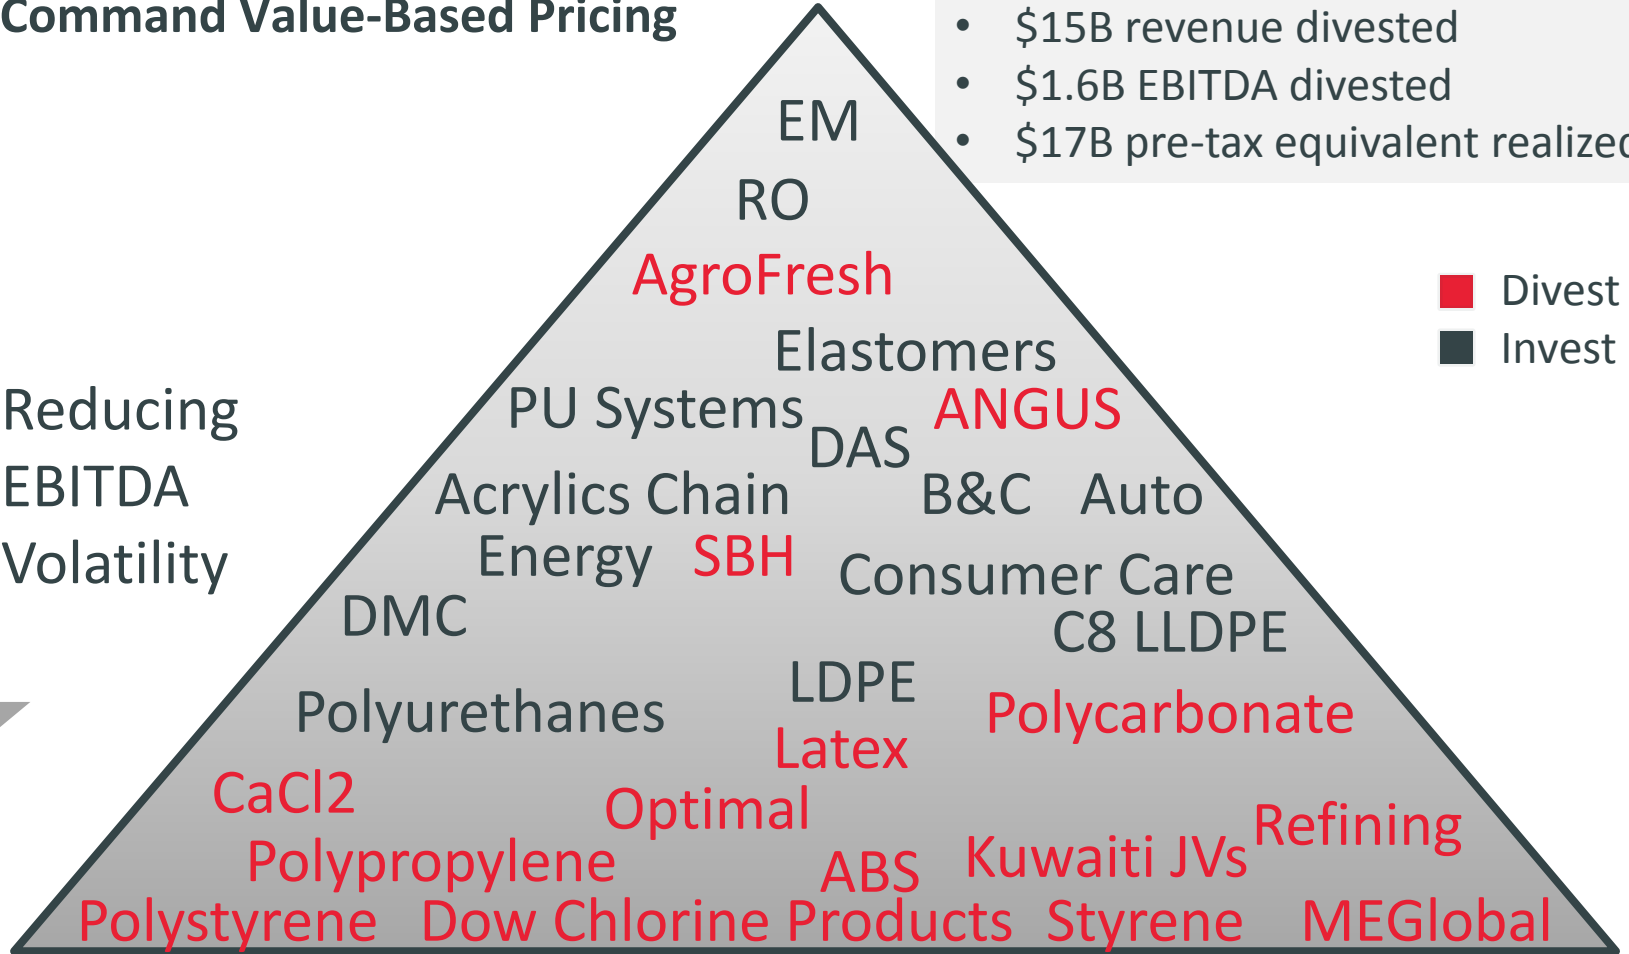 Command Value-Based Pricing
• $15B revenue divested
• $1.6B EBITDA divested
• $17B pre-tax equivalent realized
Divest
Invest
Reducing
EBITDA
Volatility
EM
RO
AgroFresh
Elastomers
PU Systems
ANGUS
DAS
Acrylics Chain
B&C
Auto
Energy
SBH
Consumer Care
DMC
C8 LLDPE
LDPE
Polyurethanes
Polycarbonate
Latex
CaCl2
Optimal
Refining
Polypropylene
ABS
Kuwaiti JVs
Polystyrene
Dow Chlorine Products
Styrene
MEGlobal